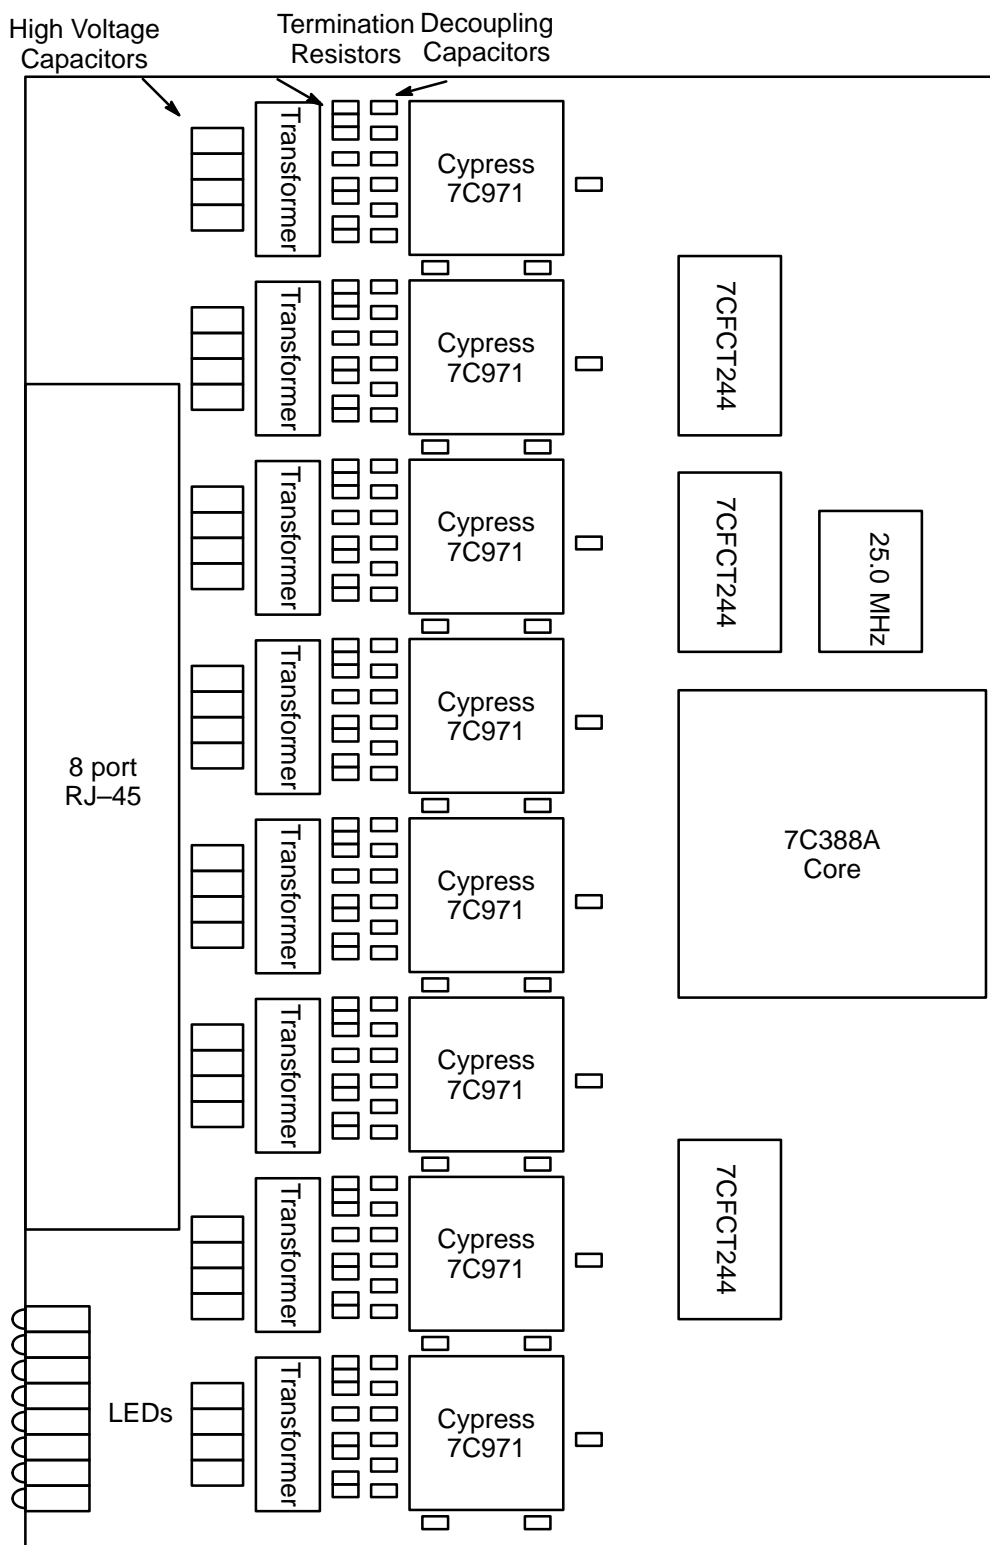 High Voltage
Capacitors
Termination
Resistors
Decoupling
Capacitors
Transformer
Cypress
7C971
Transformer
Cypress
7C971
7CFCT244
Transformer
Cypress
7C971
7CFCT244
25.0 MHz
Transformer
Cypress
7C971
8 port
RJ–45
7C388A
Core
Transformer
Cypress
7C971
Transformer
Cypress
7C971
Transformer
Cypress
7C971
7CFCT244
LEDs
Transformer
Cypress
7C971